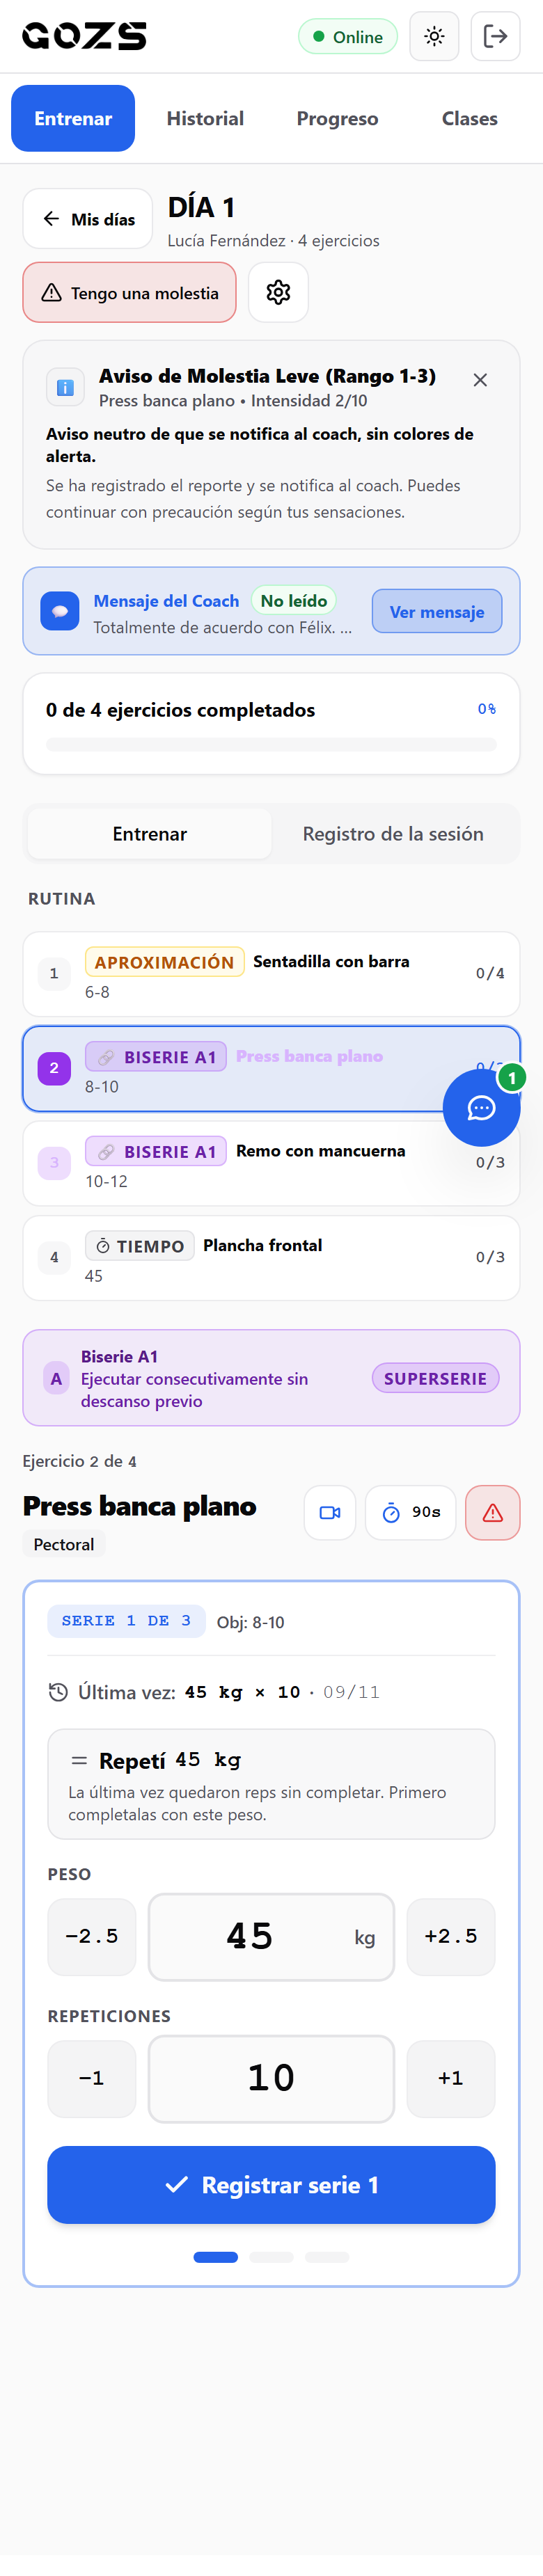 GOZS
Online
Entrenar Historial Progreso Clases
Mis días
DÍA 1
Lucía Fernández · 4 ejercicios
Tengo una molestia
Aviso de Molestia Leve (Rango 1-3)
Press banca plano • Intensidad 2/10
Aviso neutro de que se notifica al coach, sin colores de
alerta.
Se ha registrado el reporte y se notifica al coach. Puedes
continuar con precaución según tus sensaciones.
Mensaje del Coach No leído
Totalmente de acuerdo con Félix. ...
Ver mensaje
0 de 4 ejercicios completados 0%
Entrenar Registro de la sesión
RUTINA
1 APROXIMACIÓN Sentadilla con barra 0/4
6-8
2 BISERIE A1 Press banca plano
8-10
1
3 BISERIE A1 Remo con mancuerna 0/3
10-12
4 TIEMPO Plancha frontal 0/3
45
A Biserie A1
Ejecutar consecutivamente sin
descanso previo
SUPERSERIE
Ejercicio 2 de 4
Press banca plano 90s
Pectoral
SERIE 1 DE 3 Obj: 8-10
Última vez: 45 kg × 10 · 09/11
= Repetí 45 kg
La última vez quedaron reps sin completar. Primero
completalas con este peso.
PESO
−2.5 45 kg +2.5
REPETICIONES
−1 10 +1
Registrar serie 1